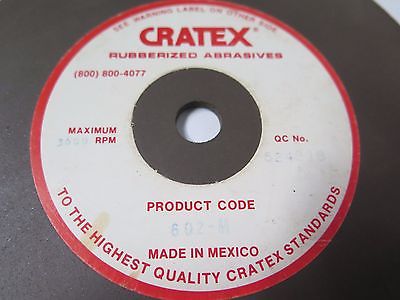 SEE WARNING LABEL ON OTHER SIDE
CRATEX®
RUBBERIZED ABRASIVES
(800) 800-4077
MAXIMUM
RPM
QC No.
PRODUCT CODE
602-M
MADE IN MEXICO
TO THE HIGHEST QUALITY CRATEX STANDARDS